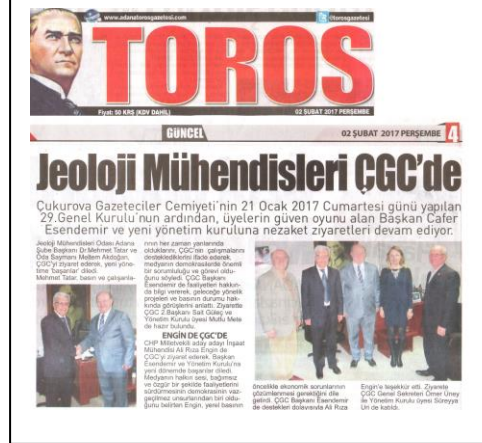 www.adanatorosgazetesi.com
/torosgazetesi
TOROS
Fiyat: 50 KRS (KDV DAHİL)
02 ŞUBAT 2017 PERŞEMBE
GÜNCEL
02 ŞUBAT 2017 PERŞEMBE
4
Jeoloji Mühendisleri ÇGC'de
Çukurova Gazeteciler Cemiyeti'nin 21 Ocak 2017 Cumartesi günü yapılan
29.Genel Kurulu'nun ardından, üyelerin güven oyunu alan Başkan Cafer
Esendemir ve yeni yönetim kuruluna nezaket ziyaretleri devam ediyor.
Jeoloji Mühendisleri Odası Adana
Şube Başkanı Dr Mehmet Tatar ve
Oda Saymanı Meltem Akdoğan,
ÇGC'yi ziyaret ederek, yeni yöne-
time 'başarılar' diledi.
Mehmet Tatar, basın ve çalışanla-
rının her zaman yanlarında
olduklarını, ÇGC'nin çalışmalarını
desteklediklerini ifade ederek,
medyanın demokrasilerde önemli
bir sorumluluğu ve görevi oldu-
ğunu söyledi. ÇGC Başkanı
Esendemir de faaliyetleri hakkın-
da bilgi vererek, geleceğe yönelik
projeleri ve basının durumu hak-
kında görüşlerini anlattı. Ziyarette
ÇGC 2.Başkanı Sad Güleç ve
Yönetim Kurulu üyesi Mutlu Mete
de hazır bulundu.
ENGİN DE ÇGC'DE
CHP Milletvekili aday adayı İnşaat
Mühendisi Ali Rıza Engin de
ÇGC'yi ziyaret ederek, Başkan
Esendemir ve Yönetim Kurulu'na
yeni dönemde başarılar diledi.
Medyanın halkın sesi, bağımsız
ve özgür bir şekilde faaliyetlerini
sürdürmesinin demokrasinin vaz-
geçilmez unsurlarından biri oldu-
ğunu belirten Engin, yerel basının
öncelikle ekonomik sorunlarının
çözümlenmesi gerektiğini dile
getirdi. ÇGC Başkanı Esendemir
de destekleri dolayısıyla Ali Rıza
Engin'e teşekkür etti. Ziyarette
ÇGC Genel Sekreteri Ömer Üney
ile Yönetim Kurulu üyesi Süreyya
Uri de katıldı.